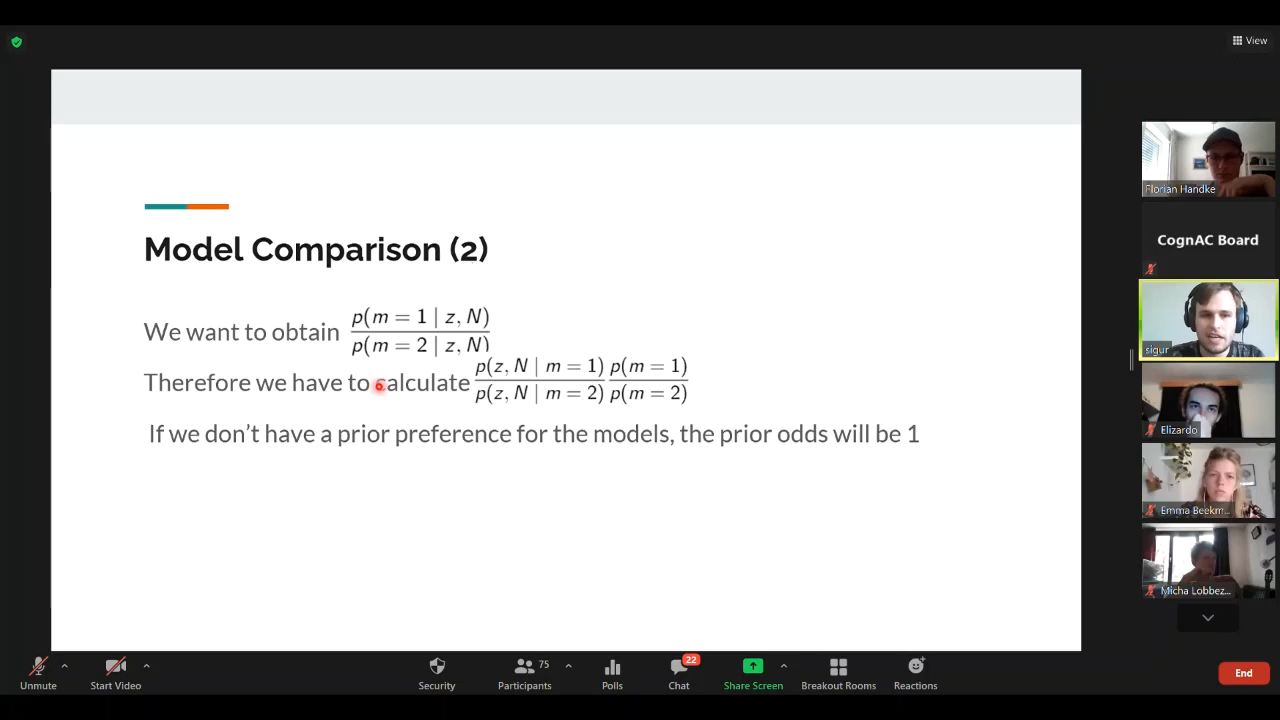 View
Model Comparison (2)
We want to obtain p(m = 1 | z, N) / p(m = 2 | z, N)
Therefore we have to calculate p(z, N | m = 1) / p(z, N | m = 2) p(m = 1) / p(m = 2)
If we don't have a prior preference for the models, the prior odds will be 1
Florian Handke
CognAC Board
sigur
Elizardo
Emma Beekm...
Micha Lobbez...
Unmute
Start Video
Security
75
Participants
Polls
22
Chat
Share Screen
Breakout Rooms
Reactions
End